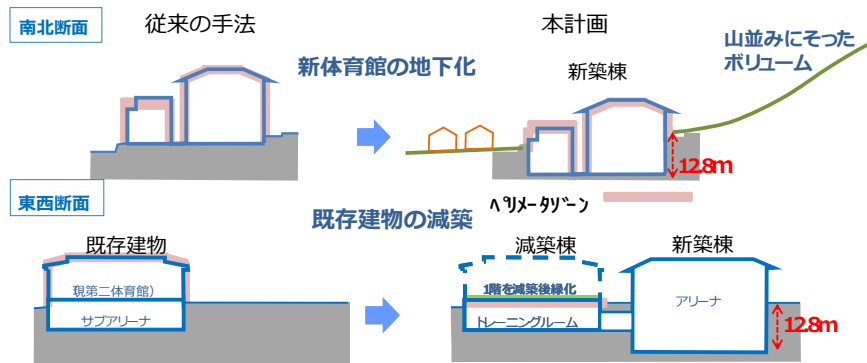 南北断面
従来の手法
本計画
山並みにそった
ボリューム
新体育館の地下化
新築棟
12.8m
東西断面
ペリメータゾーン
既存建物の減築
既存建物
減築棟
新築棟
現第二体育館)
1階を減築後緑化
アリーナ
サブアリーナ
トレーニングルーム
12.8m